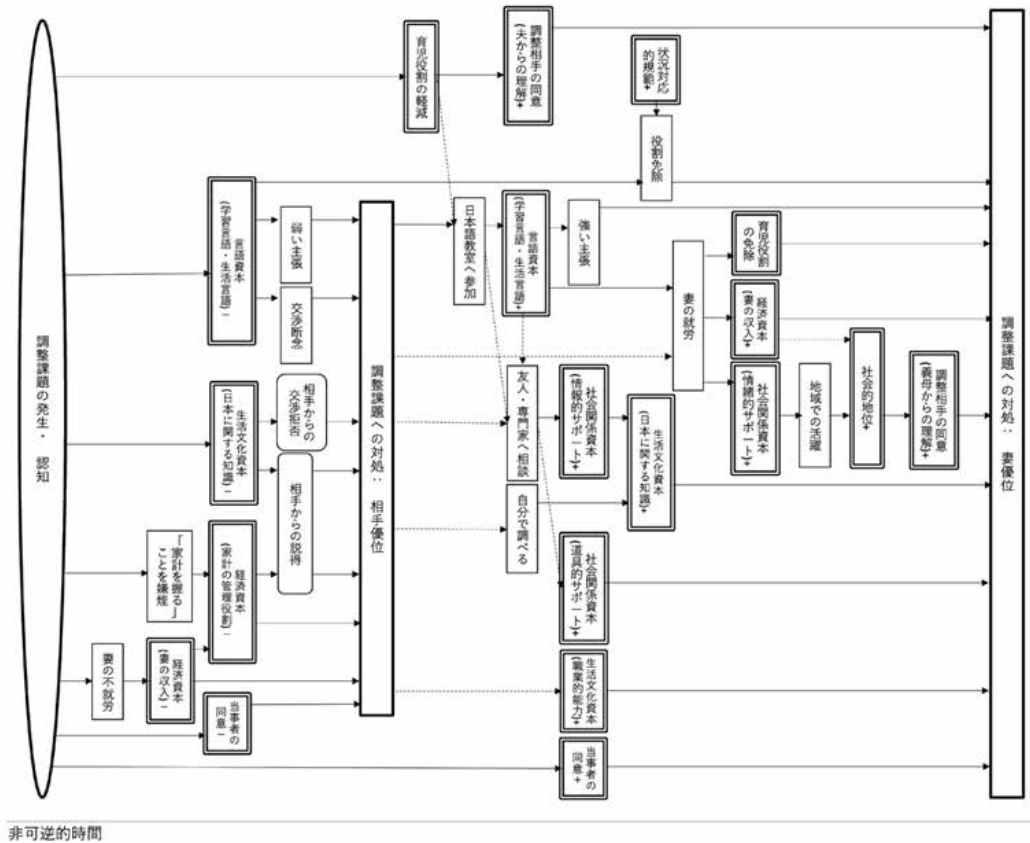 調整課題の発生・ 認知
育児役割の軽減
調整相手の同意
(夫からの理解)+
状況対応
的規範+
役割免除
言語資本
(学習言語・生活言語)−
弱い主張
交渉断念
日本語教室へ参加
言語資本
(学習言語・生活言語)+
強い主張
妻の就労
育児役割
の免除
経済資本
(妻の収入)+
社会関係資本
(情緒的サポート)+
地域での活躍
社会的地位+
調整相手の同意
(義母からの理解)+
生活文化資本
(日本に関する知識)−
相手からの
交渉拒否
相手からの説得
調整課題への対処: 相手優位
友人・専門家へ相談
自分で調べる
社会関係資本
(情報的サポート)+
生活文化資本
(日本に関する知識)+
「家計を握る」
ことを嫌煙
経済資本
(家計の管理役割)−
社会関係資本
(道具的サポート)+
妻の不就労
経済資本
(妻の収入)−
当事者の
同意−
生活文化資本
(職業的能力)+
当事者の
同意+
調整課題への対処: 妻優位
非可逆的時間